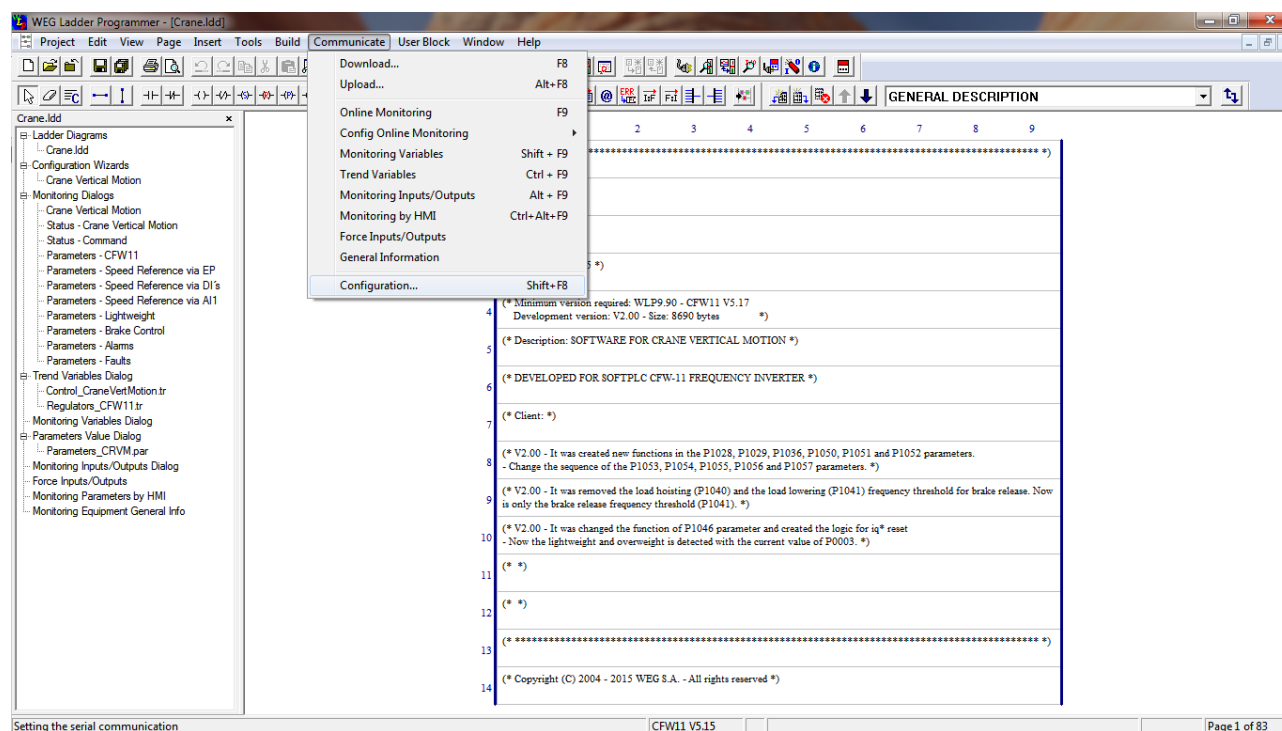 WEG Ladder Programmer - [Crane.ldd]
Project Edit View Page Insert Tools Build Communicate User Block Window Help
GENERAL DESCRIPTION
Crane.ldd
Ladder Diagrams
Crane.ldd
Configuration Wizards
Crane Vertical Motion
Monitoring Dialogs
Crane Vertical Motion
Status - Crane Vertical Motion
Status - Command
Parameters - CFW11
Parameters - Speed Reference via EP
Parameters - Speed Reference via DI´s
Parameters - Speed Reference via AI1
Parameters - Lightweight
Parameters - Brake Control
Parameters - Alarms
Parameters - Faults
Trend Variables Dialog
Control_CraneVertMotion.tr
Regulators_CFW11.tr
Monitoring Variables Dialog
Parameters Value Dialog
Parameters_CRVM.par
Monitoring Inputs/Outputs Dialog
Force Inputs/Outputs
Monitoring Parameters by HMI
Monitoring Equipment General Info
Download... F8
Upload... Alt+F8
Online Monitoring F9
Config Online Monitoring
Monitoring Variables Shift + F9
Trend Variables Ctrl + F9
Monitoring Inputs/Outputs Alt + F9
Monitoring by HMI Ctrl+Alt+F9
Force Inputs/Outputs
General Information
Configuration... Shift+F8
2 3 4 5 6 7 8 9
*)
5 *)
4 (* Minimum version required: WLP9.90 - CFW11 V5.17
Development version: V2.00 - Size: 8690 bytes *)
5 (* Description: SOFTWARE FOR CRANE VERTICAL MOTION *)
6 (* DEVELOPED FOR SOFTPLC CFW-11 FREQUENCY INVERTER *)
7 (* Client: *)
8 (* V2.00 - It was created new functions in the P1028, P1029, P1036, P1050, P1051 and P1052 parameters.
- Change the sequence of the P1053, P1054, P1055, P1056 and P1057 parameters. *)
9 (* V2.00 - It was removed the load hoisting (P1040) and the load lowering (P1041) frequency threshold for brake release. Now
is only the brake release frequency threshold (P1041). *)
10 (* V2.00 - It was changed the function of P1046 parameter and created the logic for iq* reset
- Now the lightweight and overweight is detected with the current value of P0003. *)
11 (* *)
12 (* *)
13 (* ****************************************************************************************** *)
14 (* Copyright (C) 2004 - 2015 WEG S.A. - All rights reserved *)
Setting the serial communication
CFW11 V5.15
Page 1 of 83